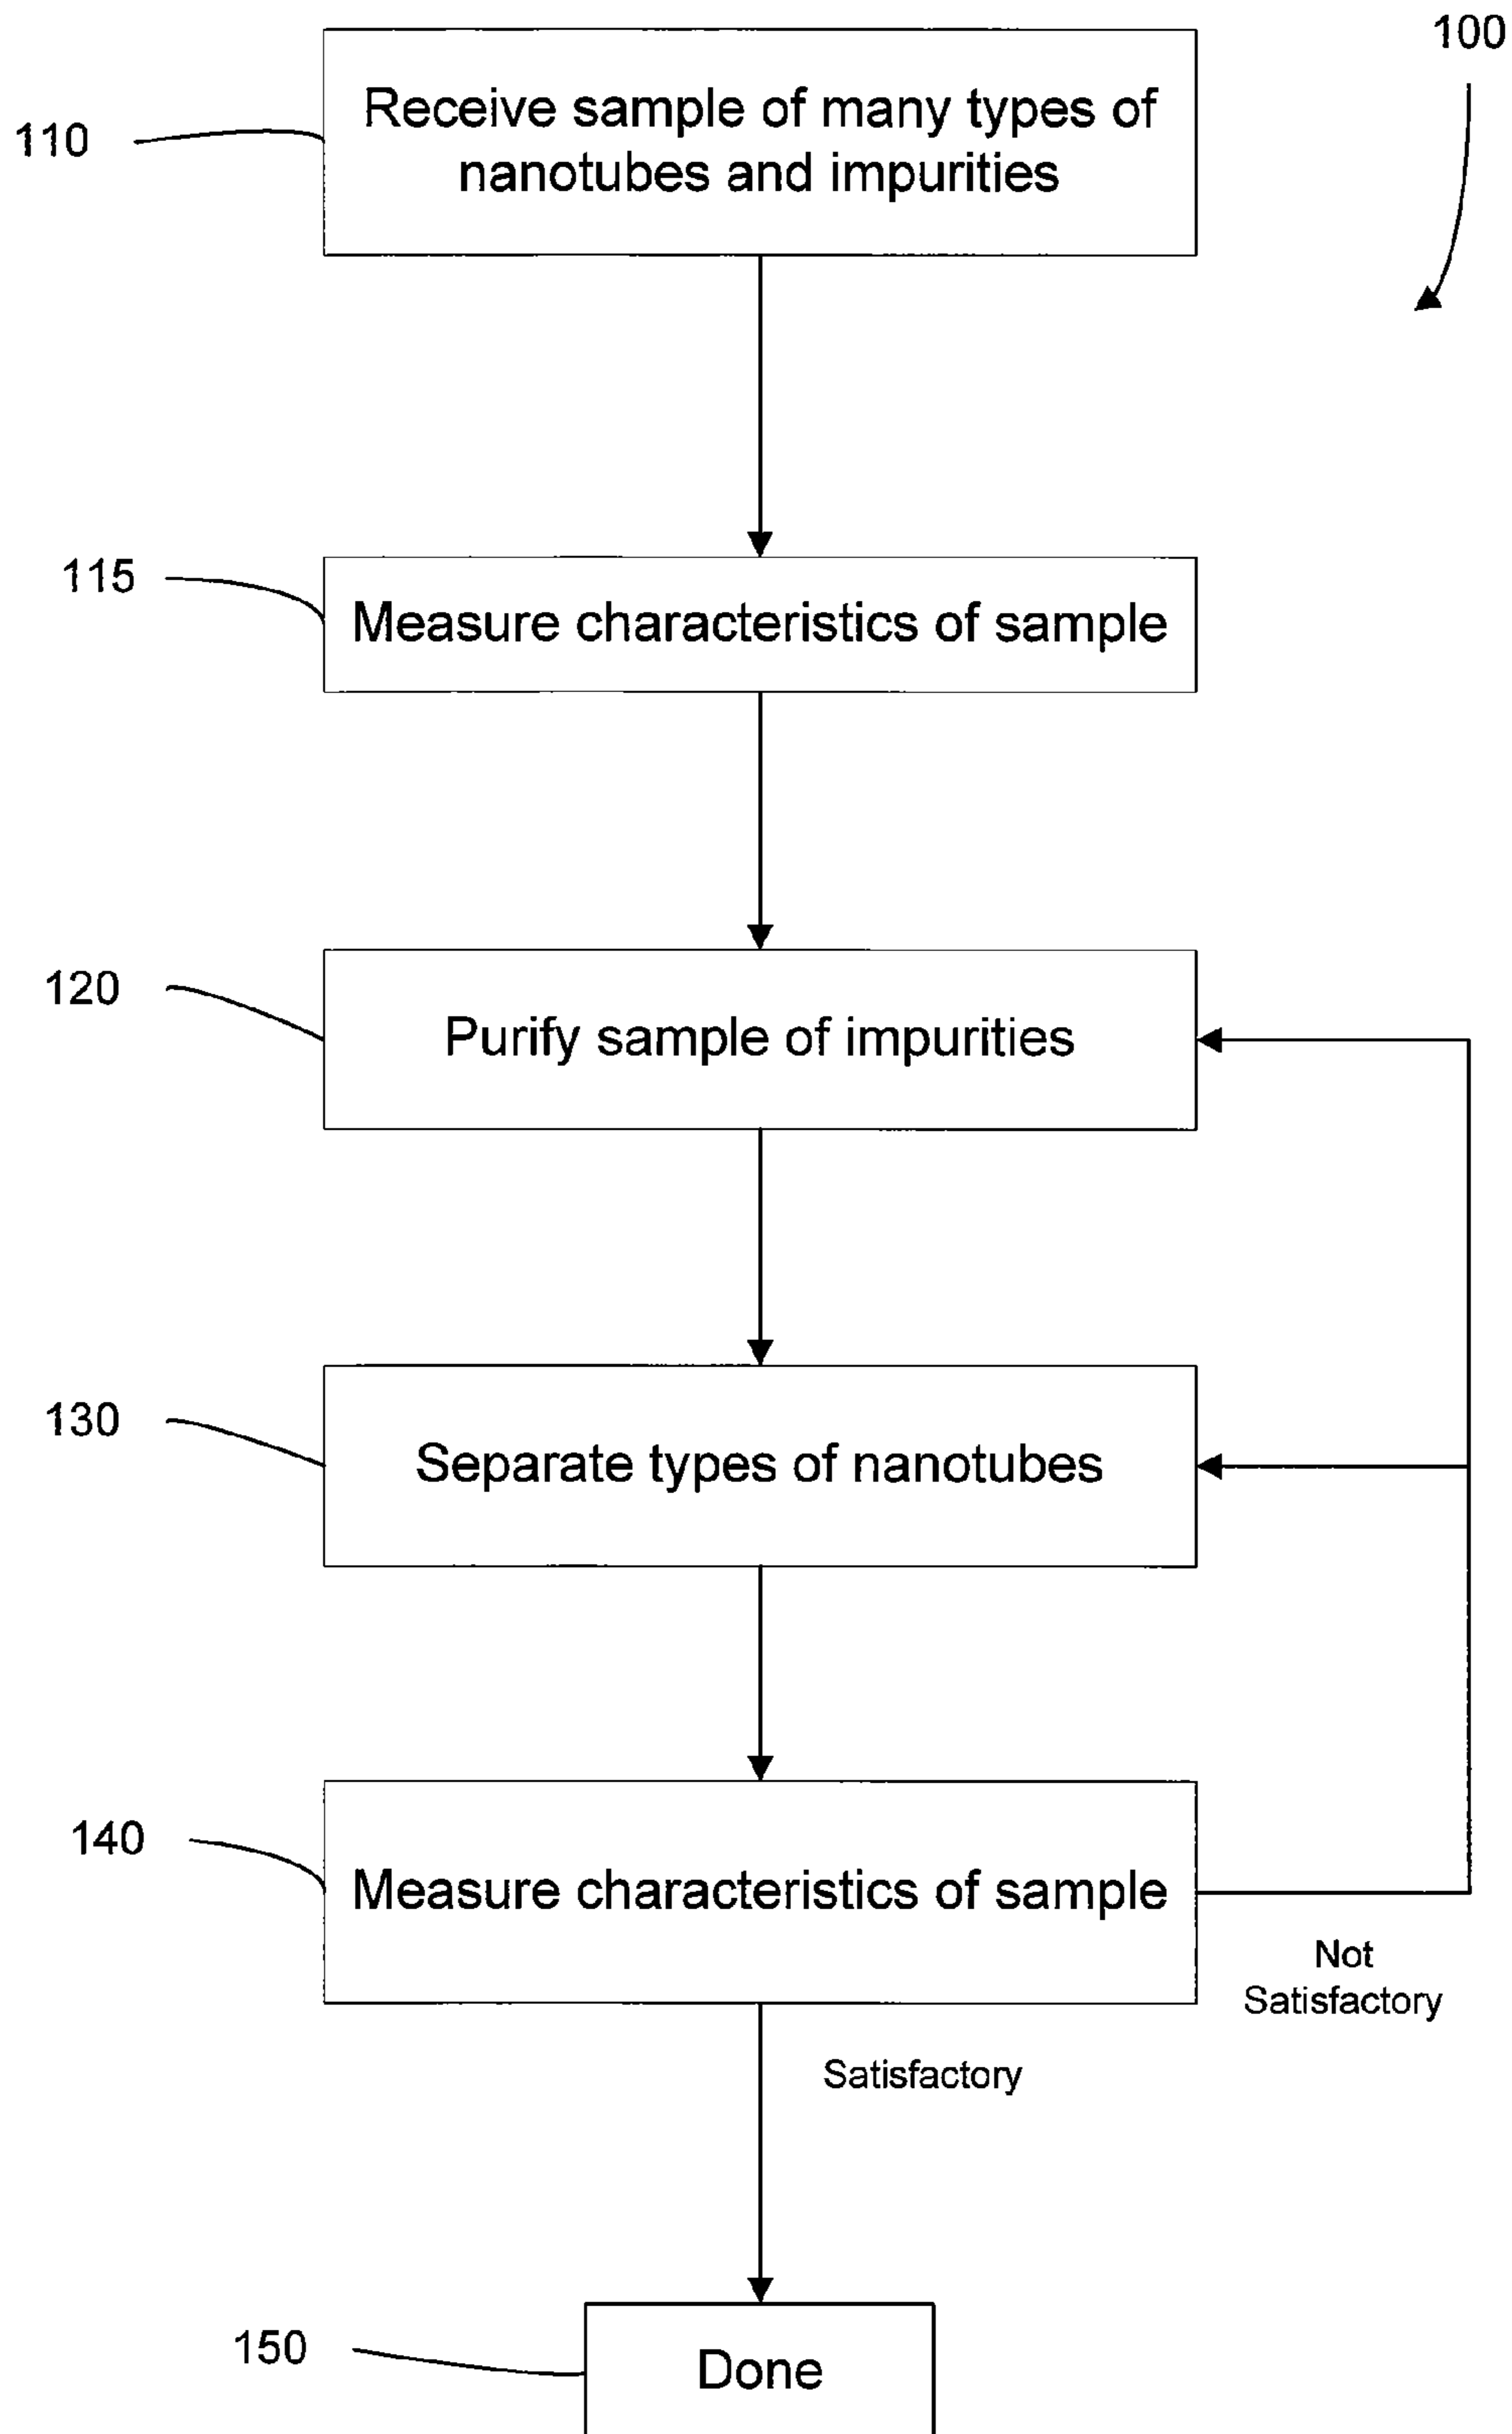 100
110
Receive sample of many types of
nanotubes and impurities
115
Measure characteristics of sample
120
Purify sample of impurities
130
Separate types of nanotubes
140
Measure characteristics of sample
Not
Satisfactory
Satisfactory
150
Done